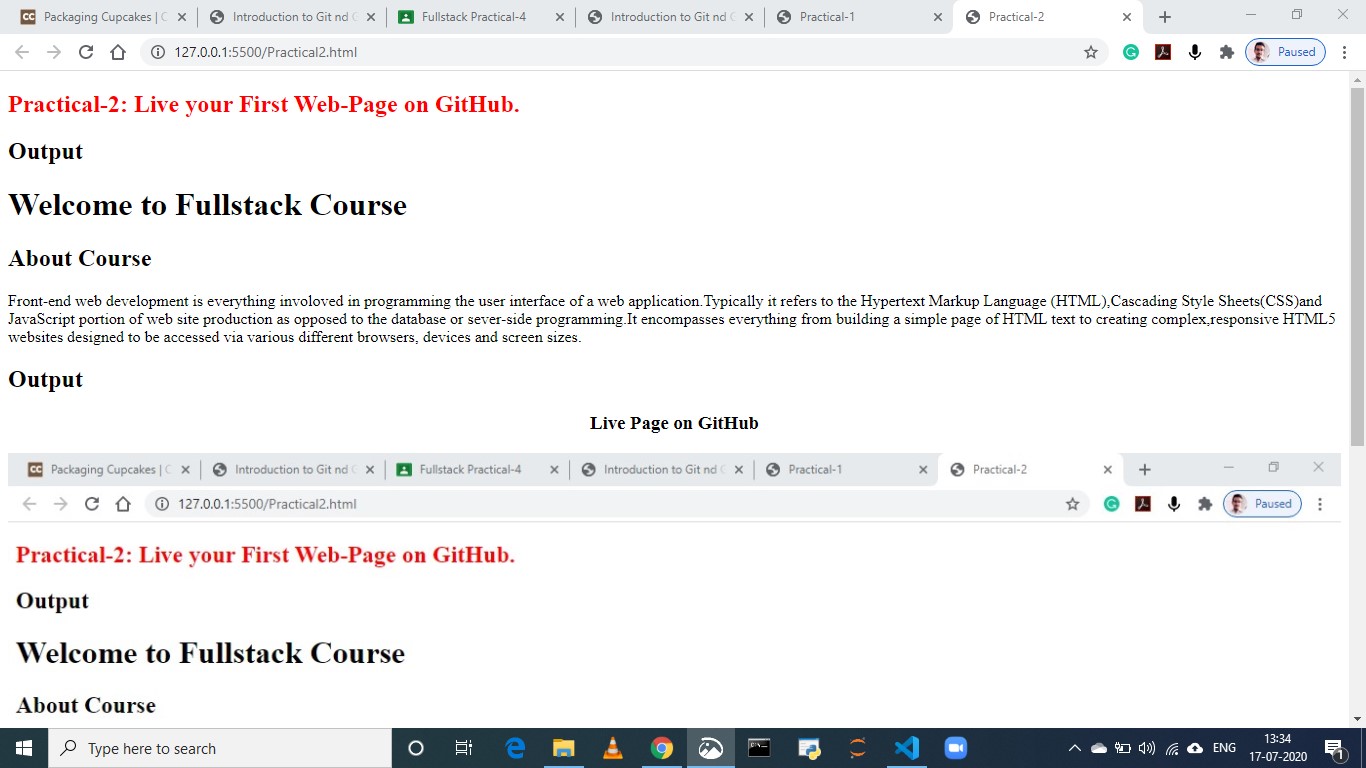 Packaging Cupcakes | C
Introduction to Git nd G
Fullstack Practical-4
Introduction to Git nd G
Practical-1
Practical-2
127.0.0.1:5500/Practical2.html
Paused
Practical-2: Live your First Web-Page on GitHub.
Output
Welcome to Fullstack Course
About Course
Front-end web development is everything involoved in programming the user interface of a web application.Typically it refers to the Hypertext Markup Language (HTML),Cascading Style Sheets(CSS)and
JavaScript portion of web site production as opposed to the database or sever-side programming.It encompasses everything from building a simple page of HTML text to creating complex,responsive HTML5
websites designed to be accessed via various different browsers, devices and screen sizes.
Output
Live Page on GitHub
Packaging Cupcakes | C
Introduction to Git nd G
Fullstack Practical-4
Introduction to Git nd G
Practical-1
Practical-2
127.0.0.1:5500/Practical2.html
Paused
Practical-2: Live your First Web-Page on GitHub.
Output
Welcome to Fullstack Course
About Course
Type here to search
ENG
13:34
17-07-2020
1